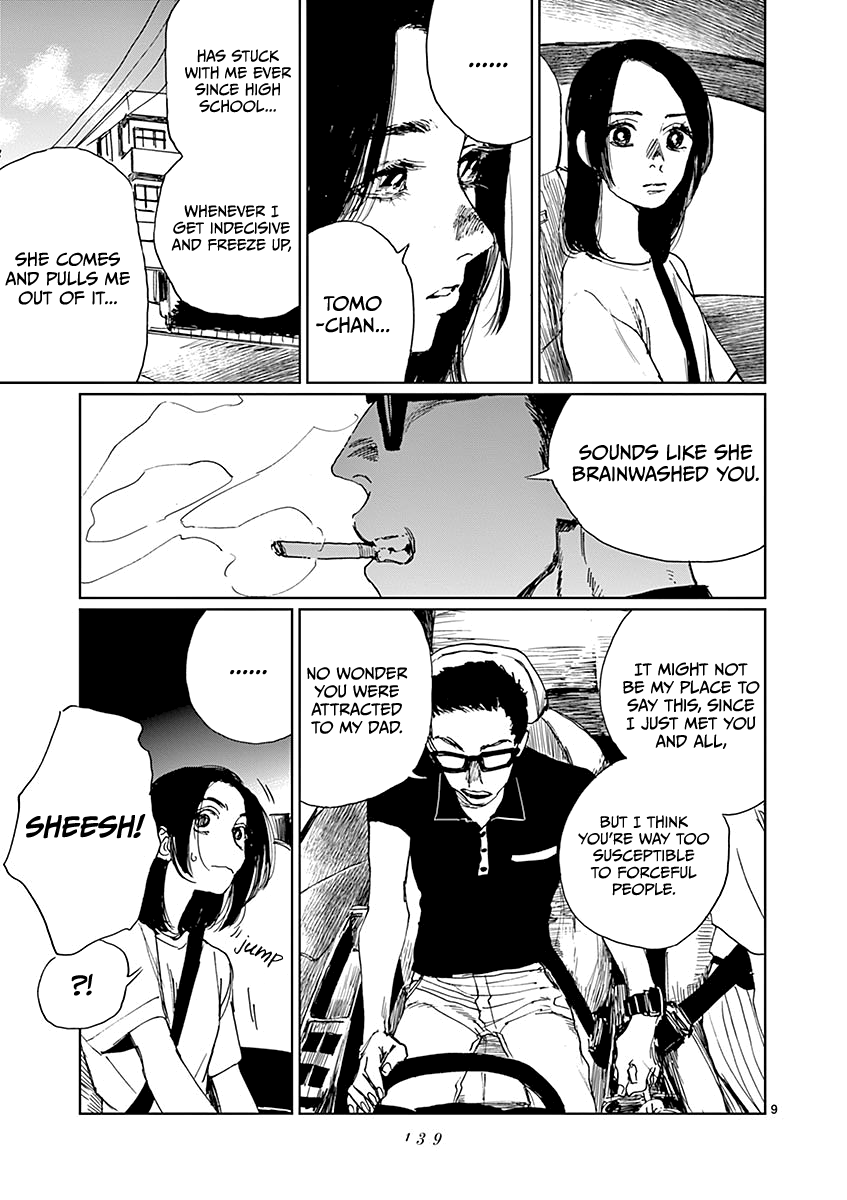 ......
TOMO
-CHAN...
HAS STUCK
WITH ME EVER
SINCE HIGH
SCHOOL...
WHENEVER I
GET INDECISIVE
AND FREEZE UP,
SHE COMES
AND PULLS ME
OUT OF IT...
SOUNDS LIKE SHE
BRAINWASHED YOU.
IT MIGHT NOT
BE MY PLACE TO
SAY THIS, SINCE
I JUST MET YOU
AND ALL,
BUT I THINK
YOU'RE WAY TOO
SUSCEPTIBLE
TO FORCEFUL
PEOPLE.
NO WONDER
YOU WERE
ATTRACTED
TO MY DAD.
......
SHEESH!
jump
?!
9
139